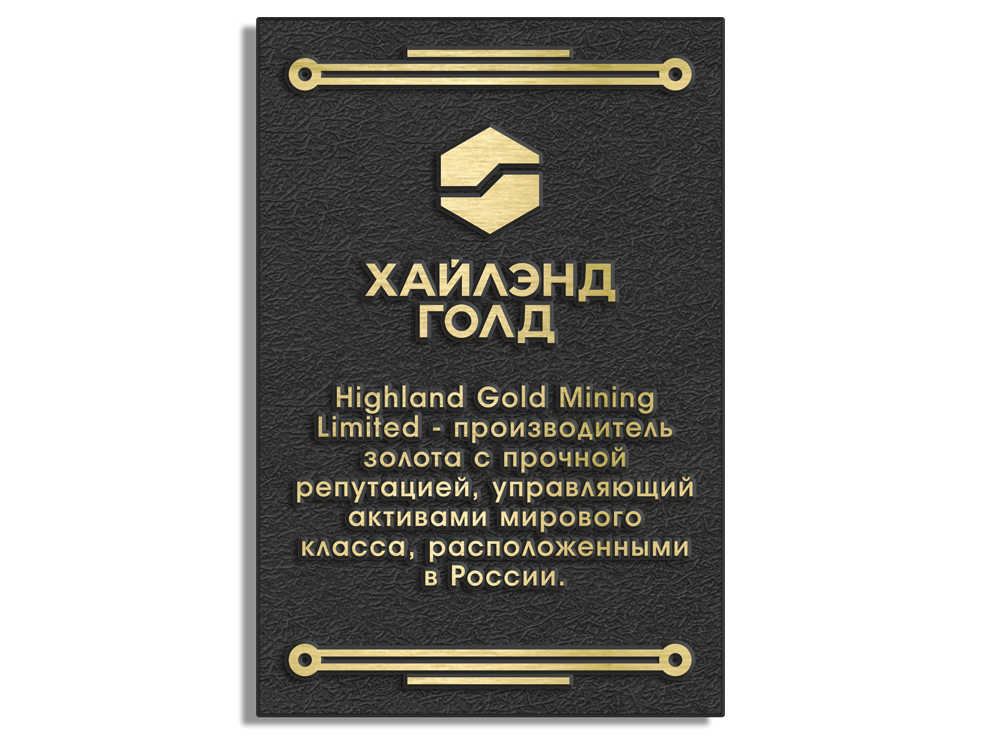 ХАЙЛЭНД
ГОЛД
Highland Gold Mining
Limited - производитель
золота с прочной
репутацией, управляющий
активами мирового
класса, расположенными
в России.